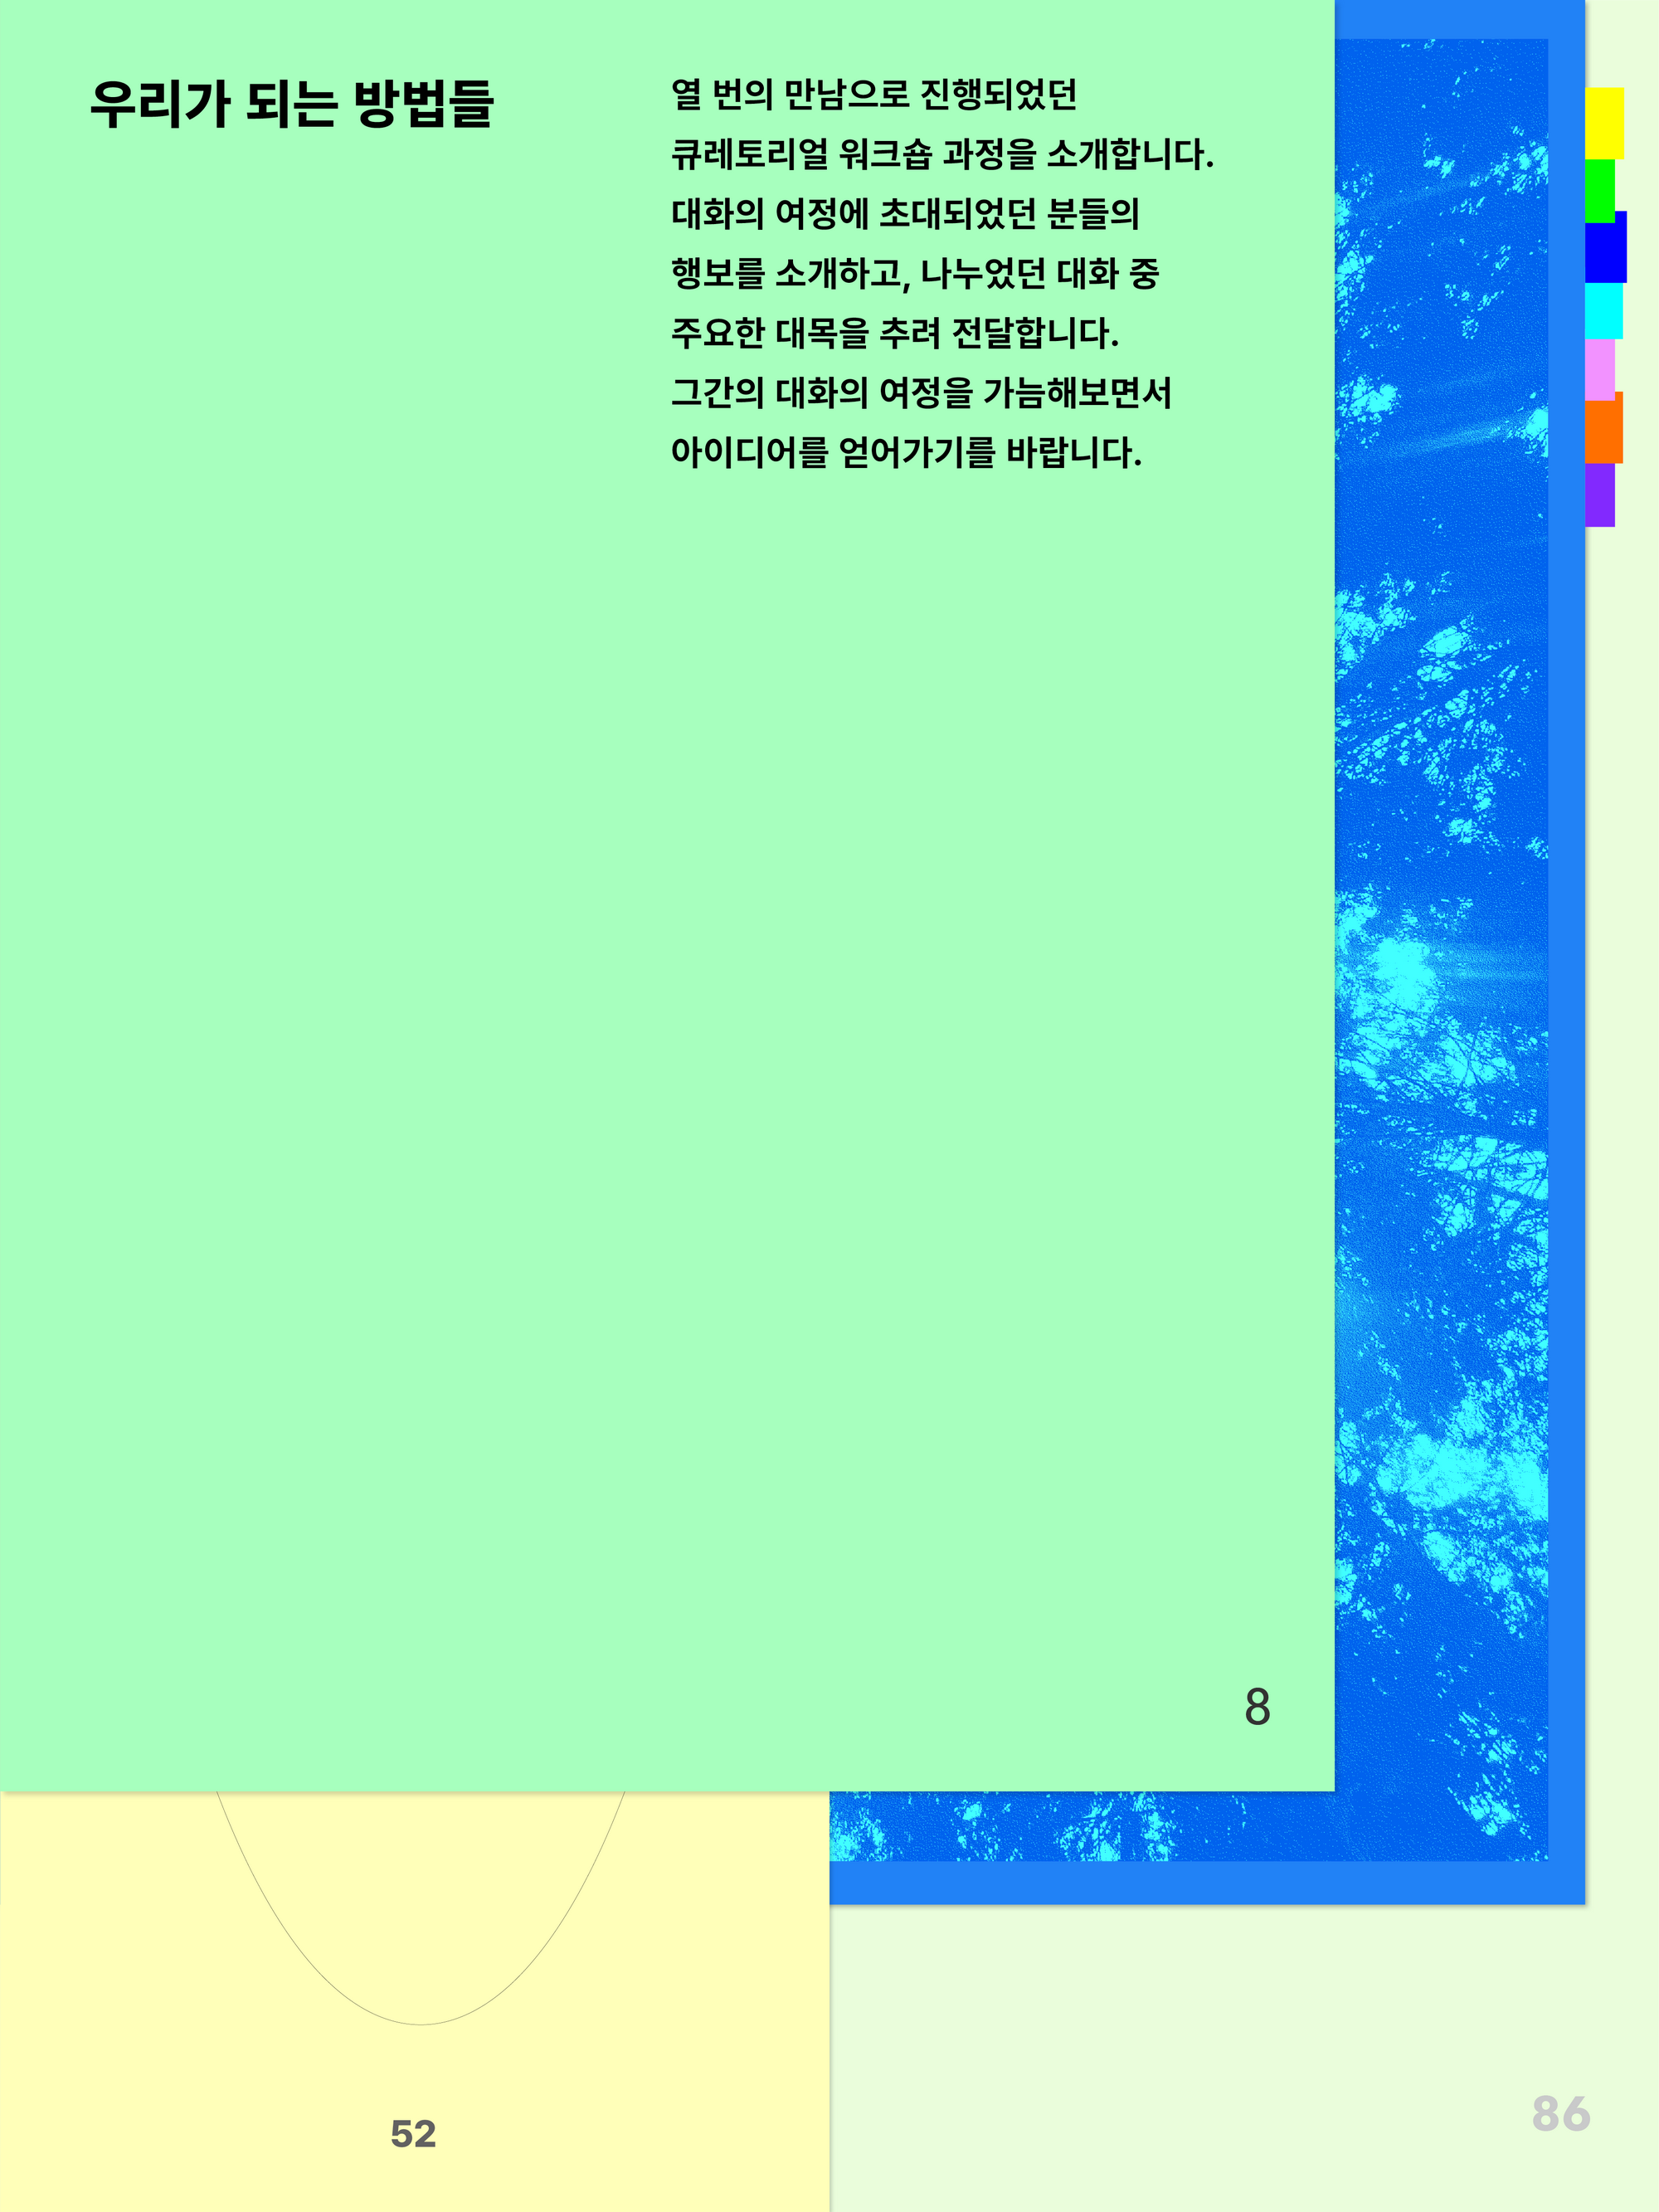 우리가 되는 방법들
열 번의 만남으로 진행되었던
큐레토리얼 워크숍 과정을 소개합니다.
대화의 여정에 초대되었던 분들의
행보를 소개하고, 나누었던 대화 중
주요한 대목을 추려 전달합니다.
그간의 대화의 여정을 가늠해보면서
아이디어를 얻어가기를 바랍니다.
8
52
86